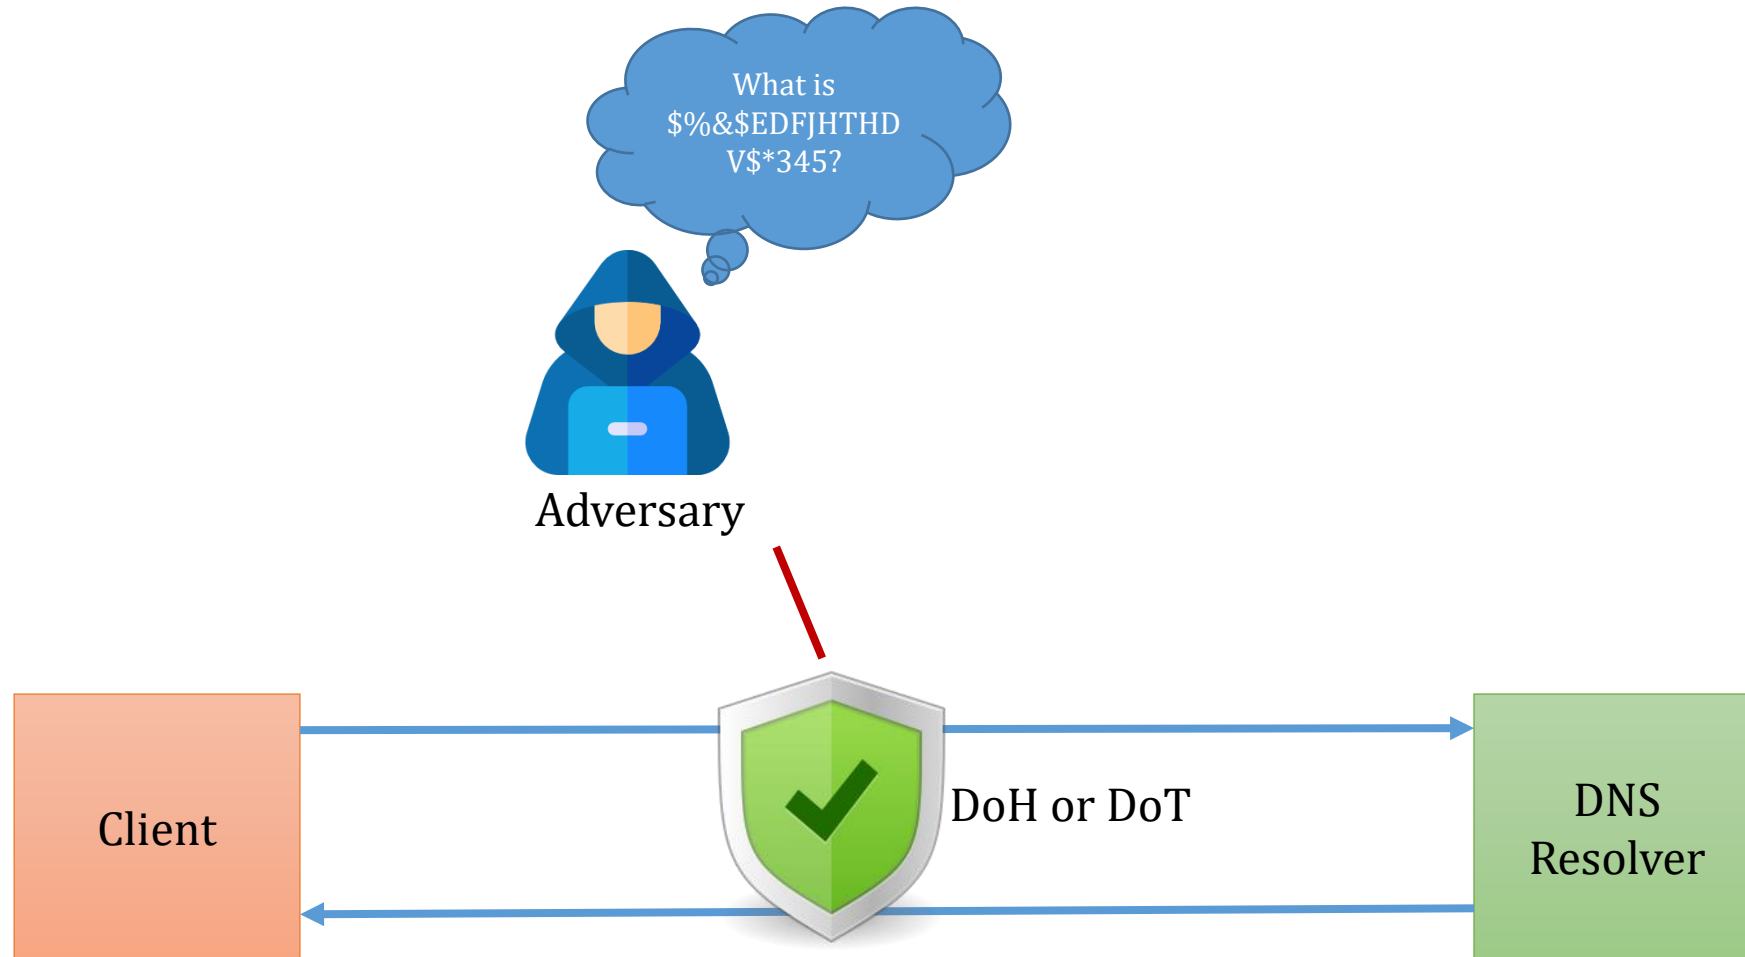 What is
$%&$EDFJHTHD
V$*345?
Adversary
Client
DoH or DoT
DNS
Resolver